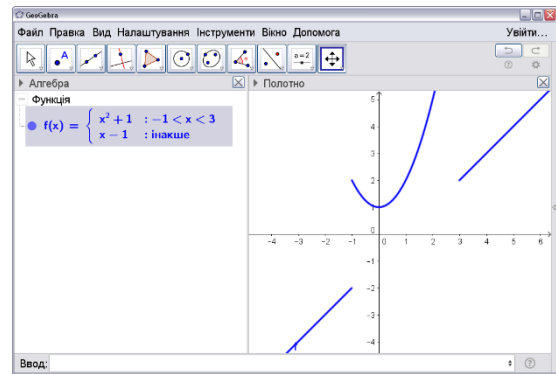 GeoGebra
Файл Правка Вид Налаштування Інструменти Вікно Допомога Увійти...
A a=2
Алгебра Полотно
Функція
f(x) = { x² + 1 : −1 < x < 3
x − 1 : інакше
5
4
3
2
1
0
−4 −3 −2 −1 0 1 2 3 4 5 6
−1
−2
−3
−4
f
Ввод: